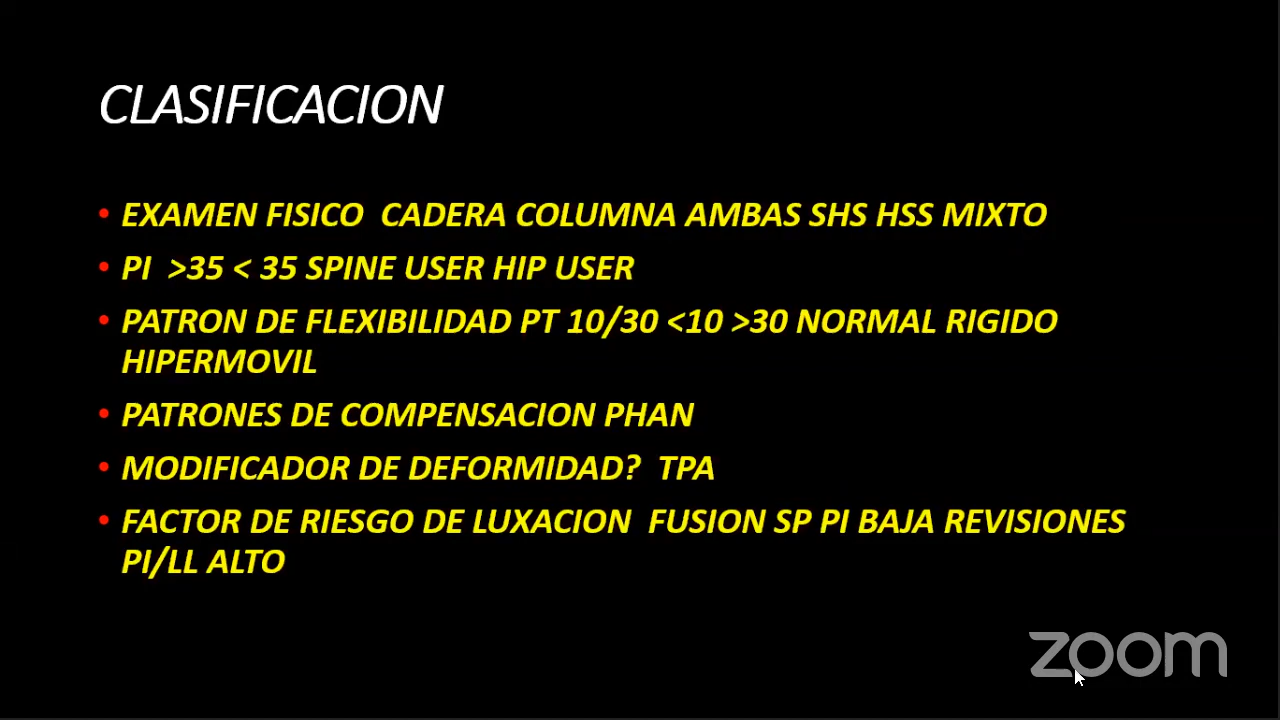 CLASIFICACION
• EXAMEN FISICO CADERA COLUMNA AMBAS SHS HSS MIXTO
• PI >35 < 35 SPINE USER HIP USER
• PATRON DE FLEXIBILIDAD PT 10/30 <10 >30 NORMAL RIGIDO
HIPERMOVIL
• PATRONES DE COMPENSACION PHAN
• MODIFICADOR DE DEFORMIDAD? TPA
• FACTOR DE RIESGO DE LUXACION FUSION SP PI BAJA REVISIONES
PI/LL ALTO
zoom